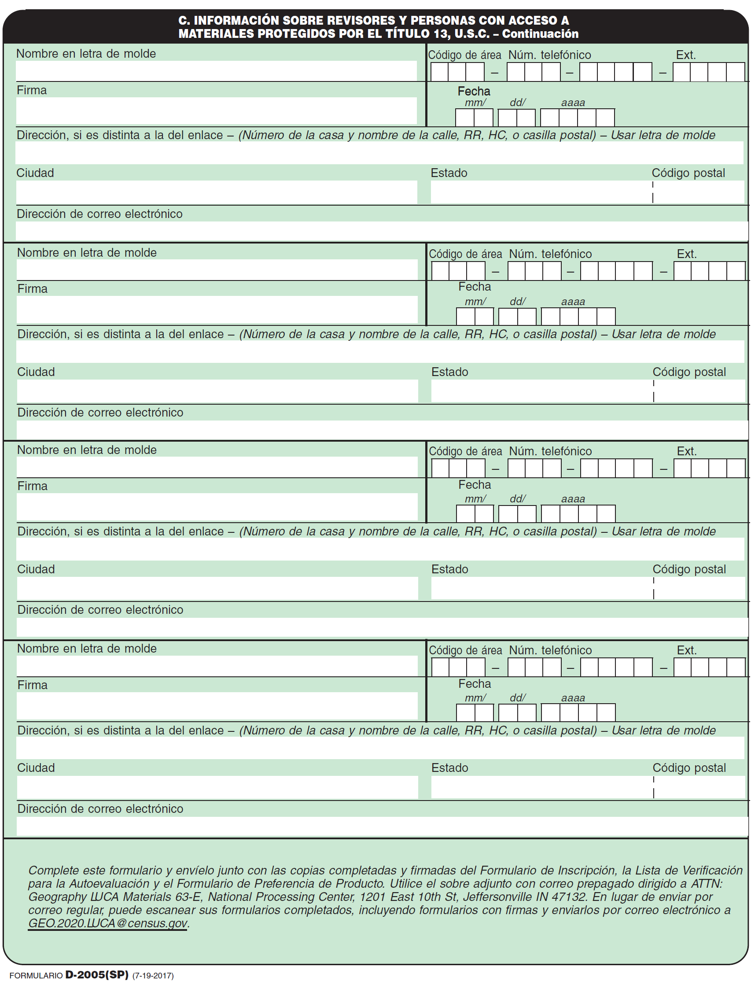 C. INFORMACIÓN SOBRE REVISORES Y PERSONAS CON ACCESO A
MATERIALES PROTEGIDOS POR EL TÍTULO 13, U.S.C. – Continuación
Nombre en letra de molde
Código de área Núm. telefónico Ext.
– – –
Firma
Fecha
mm/ dd/ aaaa
Dirección, si es distinta a la del enlace – (Número de la casa y nombre de la calle, RR, HC, o casilla postal) – Usar letra de molde
Ciudad Estado Código postal
Dirección de correo electrónico
Nombre en letra de molde
Código de área Núm. telefónico Ext.
– – –
Firma
Fecha
mm/ dd/ aaaa
Dirección, si es distinta a la del enlace – (Número de la casa y nombre de la calle, RR, HC, o casilla postal) – Usar letra de molde
Ciudad Estado Código postal
Dirección de correo electrónico
Nombre en letra de molde
Código de área Núm. telefónico Ext.
– – –
Firma
Fecha
mm/ dd/ aaaa
Dirección, si es distinta a la del enlace – (Número de la casa y nombre de la calle, RR, HC, o casilla postal) – Usar letra de molde
Ciudad Estado Código postal
Dirección de correo electrónico
Nombre en letra de molde
Código de área Núm. telefónico Ext.
– – –
Firma
Fecha
mm/ dd/ aaaa
Dirección, si es distinta a la del enlace – (Número de la casa y nombre de la calle, RR, HC, o casilla postal) – Usar letra de molde
Ciudad Estado Código postal
Dirección de correo electrónico
Complete este formulario y envíelo junto con las copias completadas y firmadas del Formulario de Inscripción, la Lista de Verificación
para la Autoevaluación y el Formulario de Preferencia de Producto. Utilice el sobre adjunto con correo prepagado dirigido a ATTN:
Geography LUCA Materials 63-E, National Processing Center, 1201 East 10th St, Jeffersonville IN 47132. En lugar de enviar por
correo regular, puede escanear sus formularios completados, incluyendo formularios con firmas y enviarlos por correo electrónico a
GEO.2020.LUCA@census.gov.
FORMULARIO D-2005(SP) (7-19-2017)